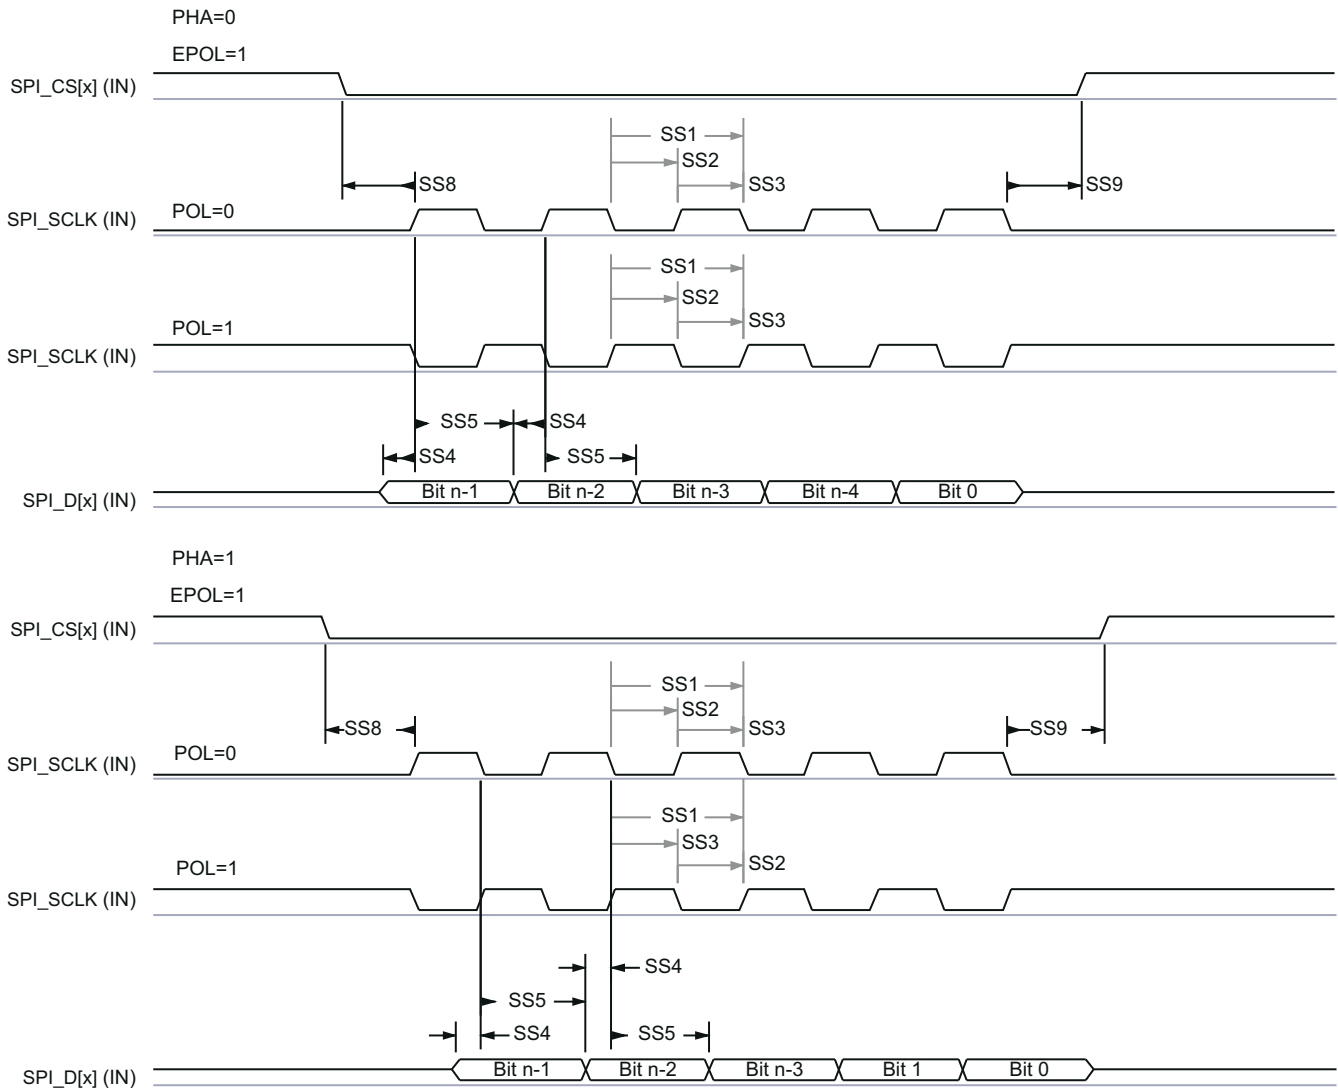 PHA=0
EPOL=1
SPI_CS[x] (IN)
SS1
SS2
SS8
SS3
SS9
POL=0
SPI_SCLK (IN)
SS1
SS2
SS3
POL=1
SPI_SCLK (IN)
SS5
SS4
SS4
SS5
SPI_D[x] (IN)
Bit n-1
Bit n-2
Bit n-3
Bit n-4
Bit 0
PHA=1
EPOL=1
SPI_CS[x] (IN)
SS1
SS2
SS8
SS3
SS9
POL=0
SPI_SCLK (IN)
SS1
SS3
SS2
POL=1
SPI_SCLK (IN)
SS4
SS5
SS4
SS5
SPI_D[x] (IN)
Bit n-1
Bit n-2
Bit n-3
Bit 1
Bit 0